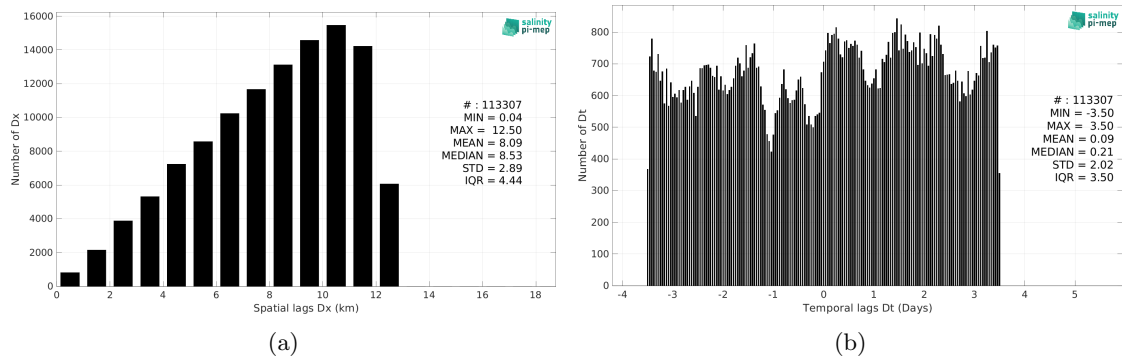 16000
14000
12000
10000
8000
6000
4000
2000
0
Number of Dx
0 2 4 6 8 10 12 14 16 18
Spatial lags Dx (km)
salinity
pi-mep
# : 113307
MIN = 0.04
MAX = 12.50
MEAN = 8.09
MEDIAN = 8.53
STD = 2.89
IQR = 4.44
(a)
800
700
600
500
400
300
200
100
0
Number of Dt
-4 -3 -2 -1 0 1 2 3 4 5
Temporal lags Dt (Days)
salinity
pi-mep
# : 113307
MIN = -3.50
MAX = 3.50
MEAN = 0.09
MEDIAN = 0.21
STD = 2.02
IQR = 3.50
(b)